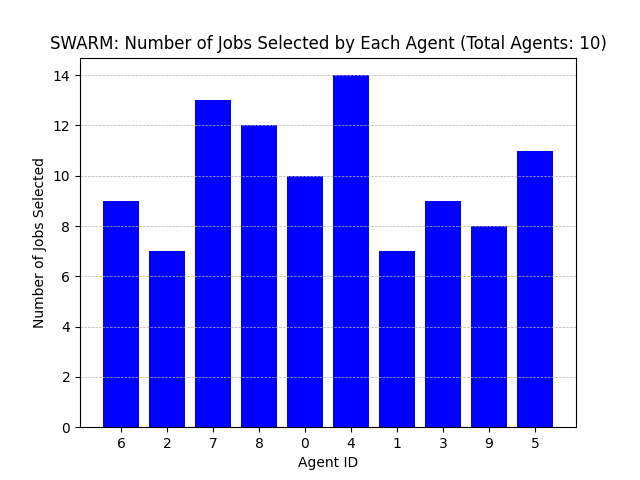 SWARM: Number of Jobs Selected by Each Agent (Total Agents: 10)
Number of Jobs Selected
14
12
10
8
6
4
2
0
6 2 7 8 0 4 1 3 9 5
Agent ID